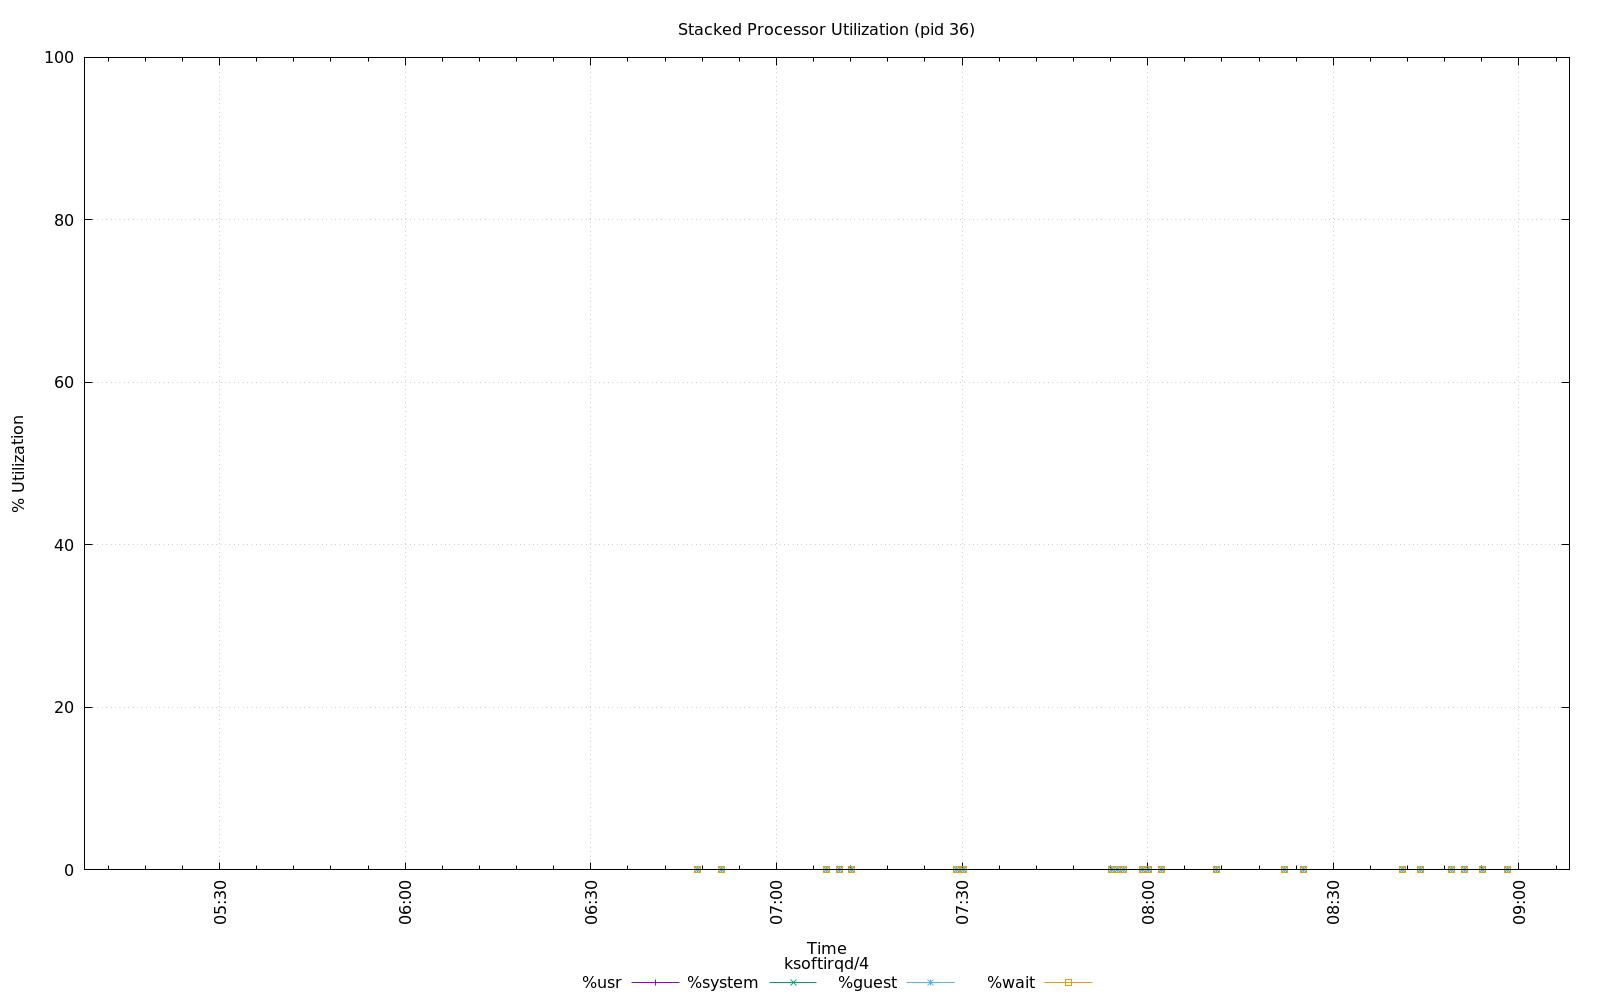 Stacked Processor Utilization (pid 36)
100
80
60
40
20
0
% Utilization
05:30 06:00 06:30 07:00 07:30 08:00 08:30 09:00
Time
ksoftirqd/4
%usr %system %guest %wait